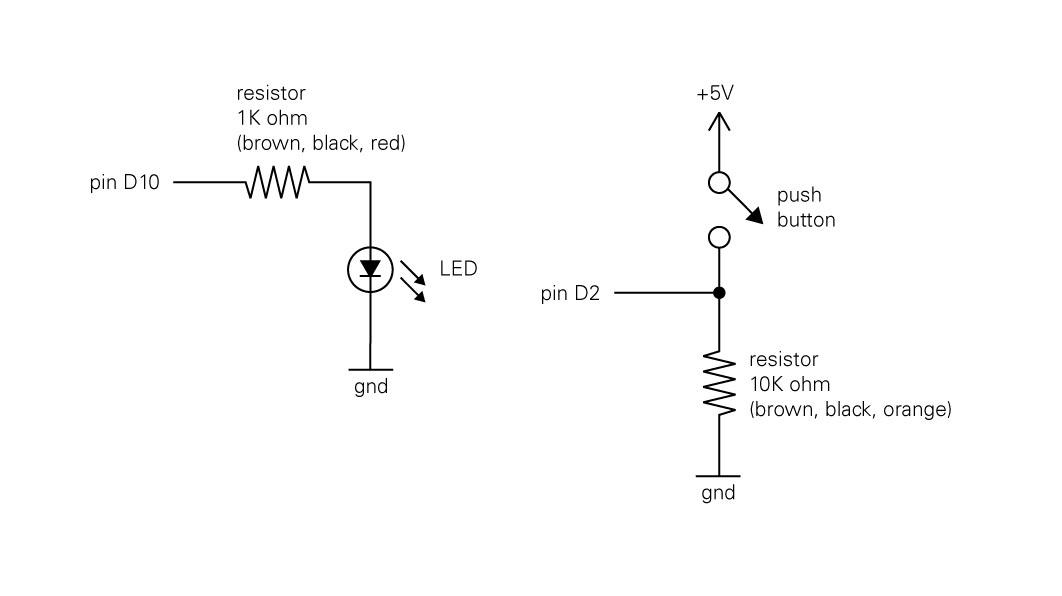 resistor
1K ohm
(brown, black, red)
pin D10
LED
gnd
+5V
push
button
pin D2
resistor
10K ohm
(brown, black, orange)
gnd